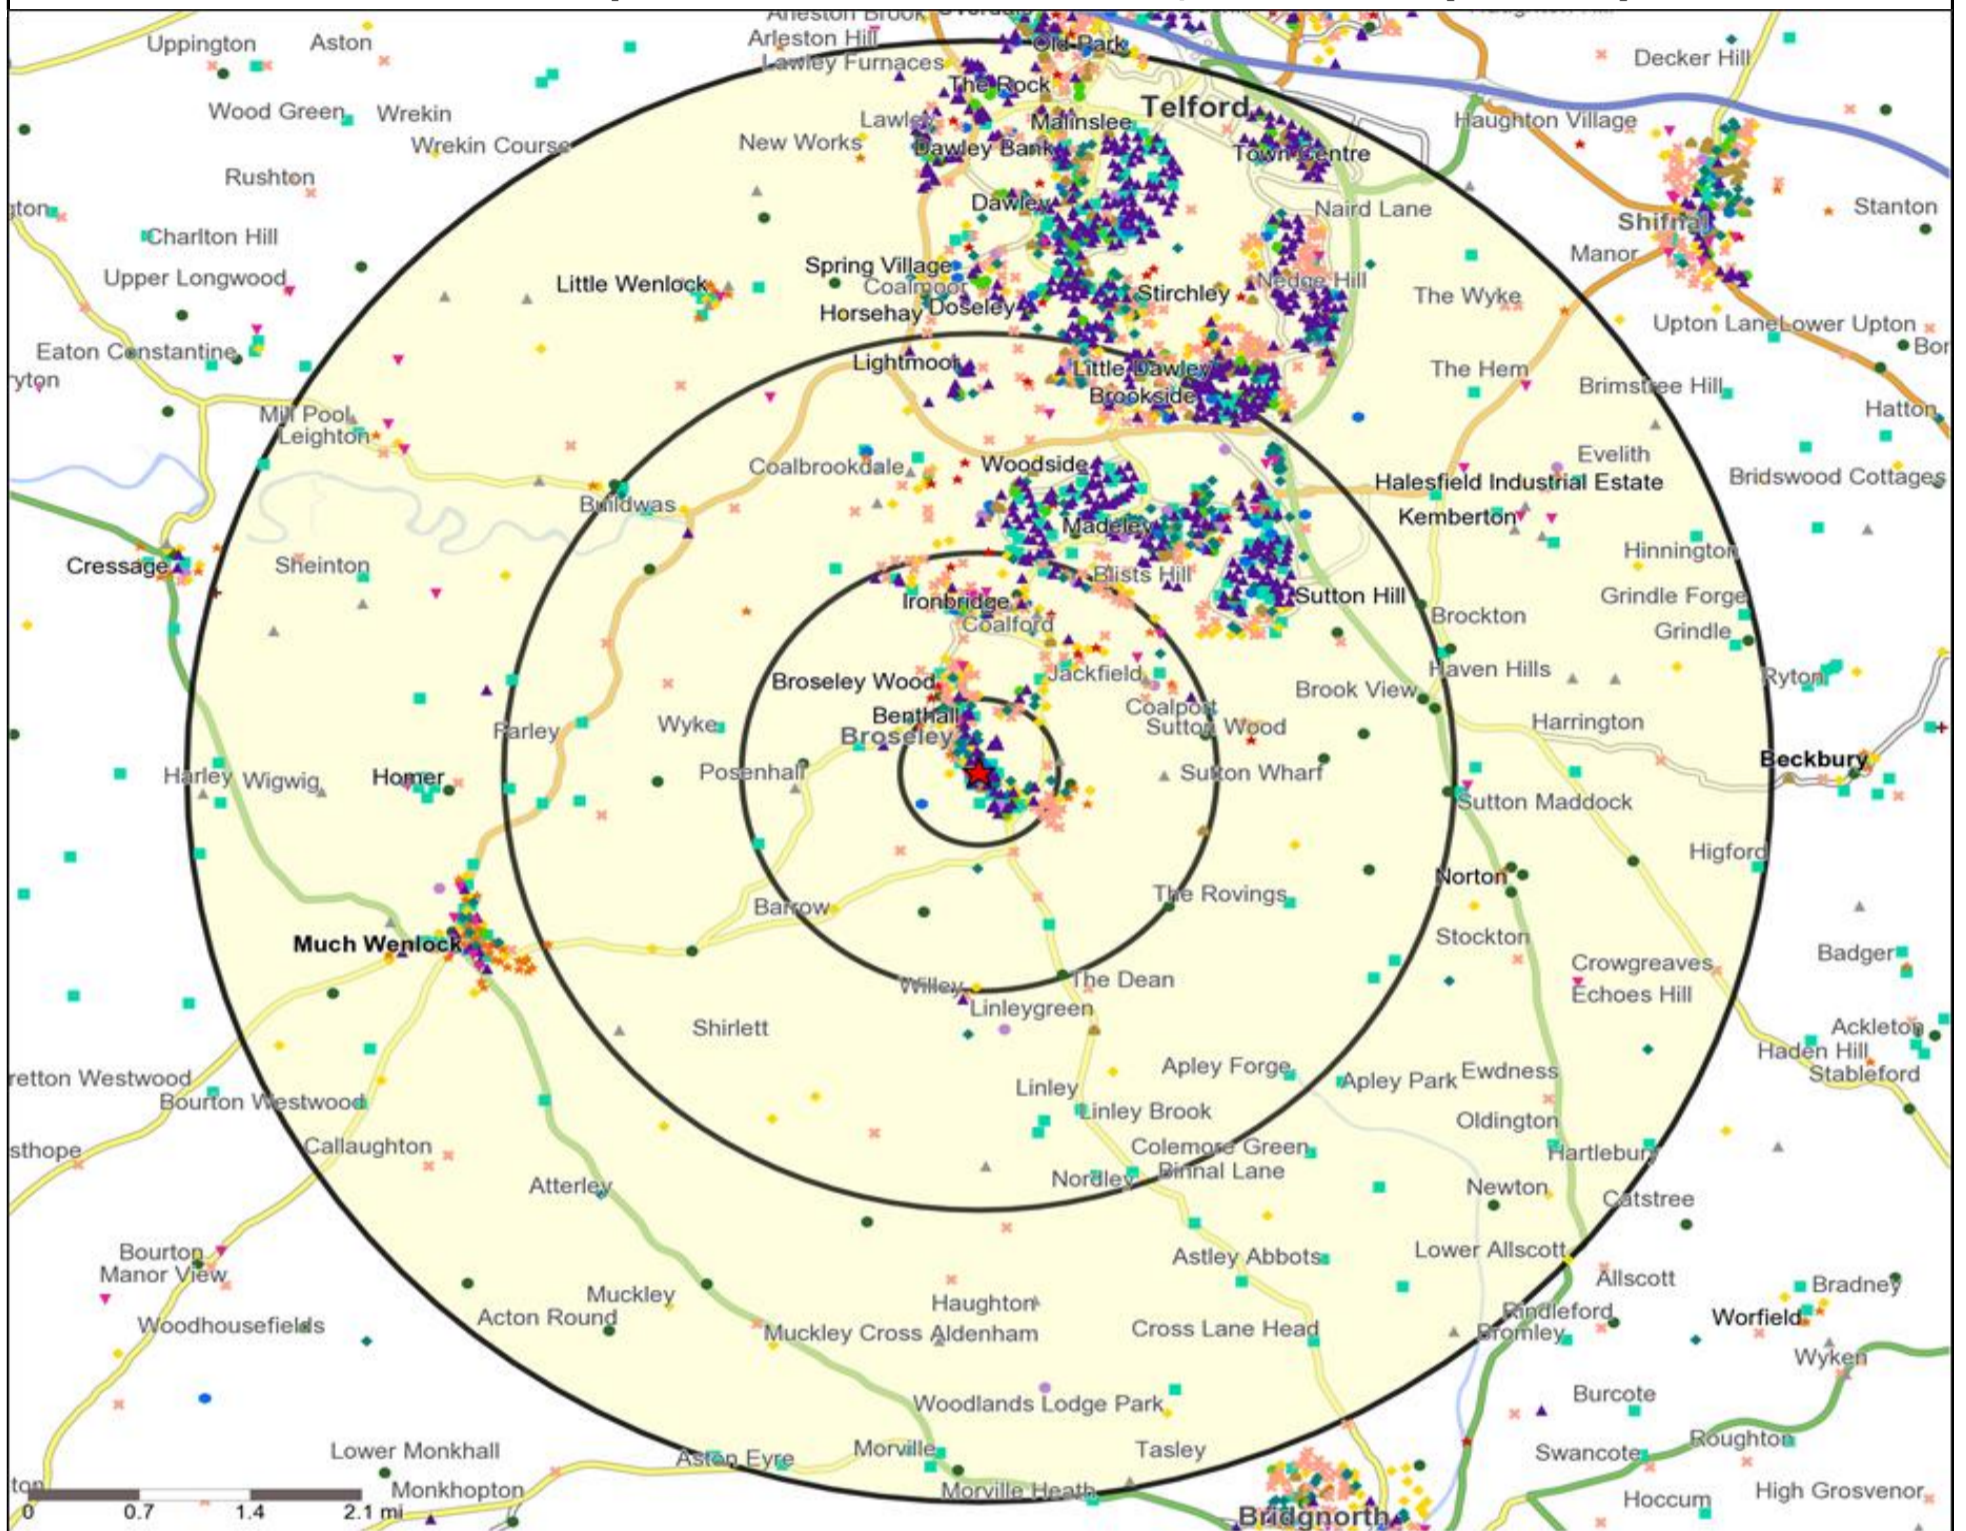 Arleston Brook
Uppington
Aston
Arleston Hill
Old Park
Decker Hill
Lawley Furnaces
The Rock
Telford
Wood Green
Wrekin
Lawley
Malinslee
Haughton Village
Wrekin Course
New Works
Dawley Bank
Town Centre
Rushton
Dawley
Naird Lane
Stanton
gton
Shifnal
Charlton Hill
Manor
Upper Longwood
Spring Village
Little Wenlock
Coalmoor
Nedge Hill
Stirchley
The Wyke
Horsehay
Doseley
Upton Lane
Lower Upton
Eaton Constantine
Bor
Lightmoor
Little Dawley
The Hem
ryton
Brookside
Brimstree Hill
Mill Pool
Hatton
Leighton
Coalbrookdale
Woodside
Evelith
Halesfield Industrial Estate
Bridswood Cottages
Buildwas
Madeley
Kemberton
Cressage
Sheinton
Blists Hill
Hinnington
Ironbridge
Sutton Hill
Grindle Forge
Coalford
Brockton
Grindle
Broseley Wood
Jackfield
Haven Hills
Ryton
Brook View
Benthall
Coalport
Farley
Wyke
Broseley
Sutton Wood
Harrington
Harley
Wigwig
Homer
Posenhall
Sutton Wharf
Beckbury
Sutton Maddock
Higford
Norton
Barrow
The Rovings
Much Wenlock
Stockton
Badger
Crowgreaves
Willey
The Dean
Echoes Hill
Linleygreen
Shirlett
Ackleton
Haden Hill
retton Westwood
Apley Forge
Apley Park
Ewdness
Stableford
Bourton Westwood
Linley
Linley Brook
Oldington
sthope
Callaughton
Colemore Green
Hartlebury
Atterley
Nordley
Binnal Lane
Newton
Catstree
Bourton
Astley Abbots
Lower Allscott
Manor View
Allscott
Bradney
Muckley
Haughton
Woodhousefields
Acton Round
Muckley Cross
Aldenham
Cross Lane Head
Rindleford
Bromley
Worfield
Wyken
Woodlands Lodge Park
Burcote
Lower Monkhall
Aston Eyre
Morville
Tasley
Swancote
Roughton
ton
Monkhopton
Morville Heath
Bridgnorth
Hoccum
High Grosvenor
0 0.7 1.4 2.1 mi